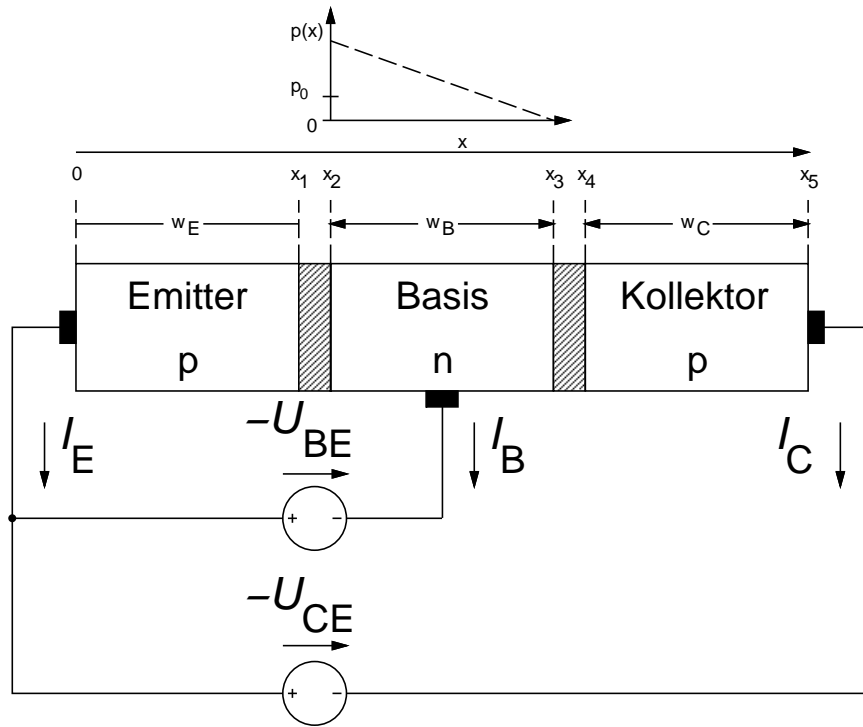 p(x)
p0
0
x
0 x1 x2 x3 x4 x5
wE wB wC
Emitter Basis Kollektor
p n p
IE –UBE IB IC
+ −
–UCE
+ −